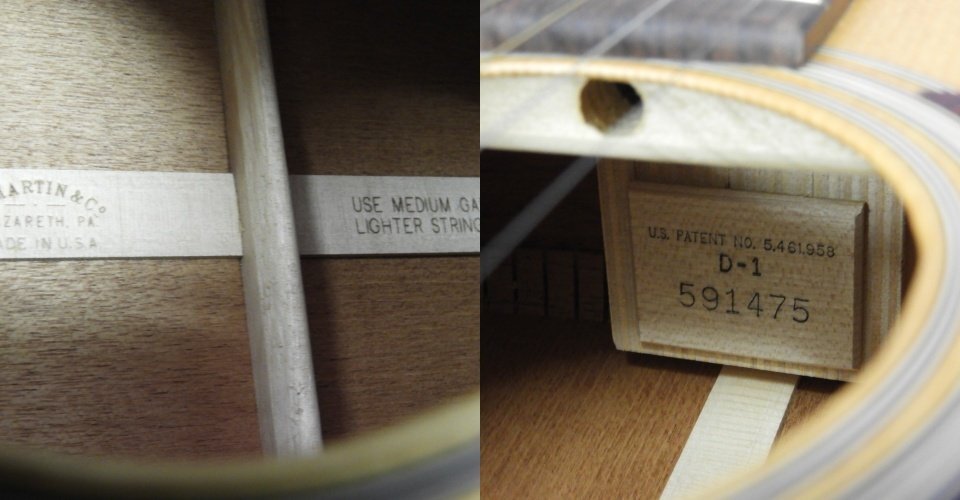 MARTIN & Co
ZARETH, PA.
ADE IN U.S.A
USE MEDIUM GA
LIGHTER STRING
U.S. PATENT NO. 5,461,958
D-1
591475